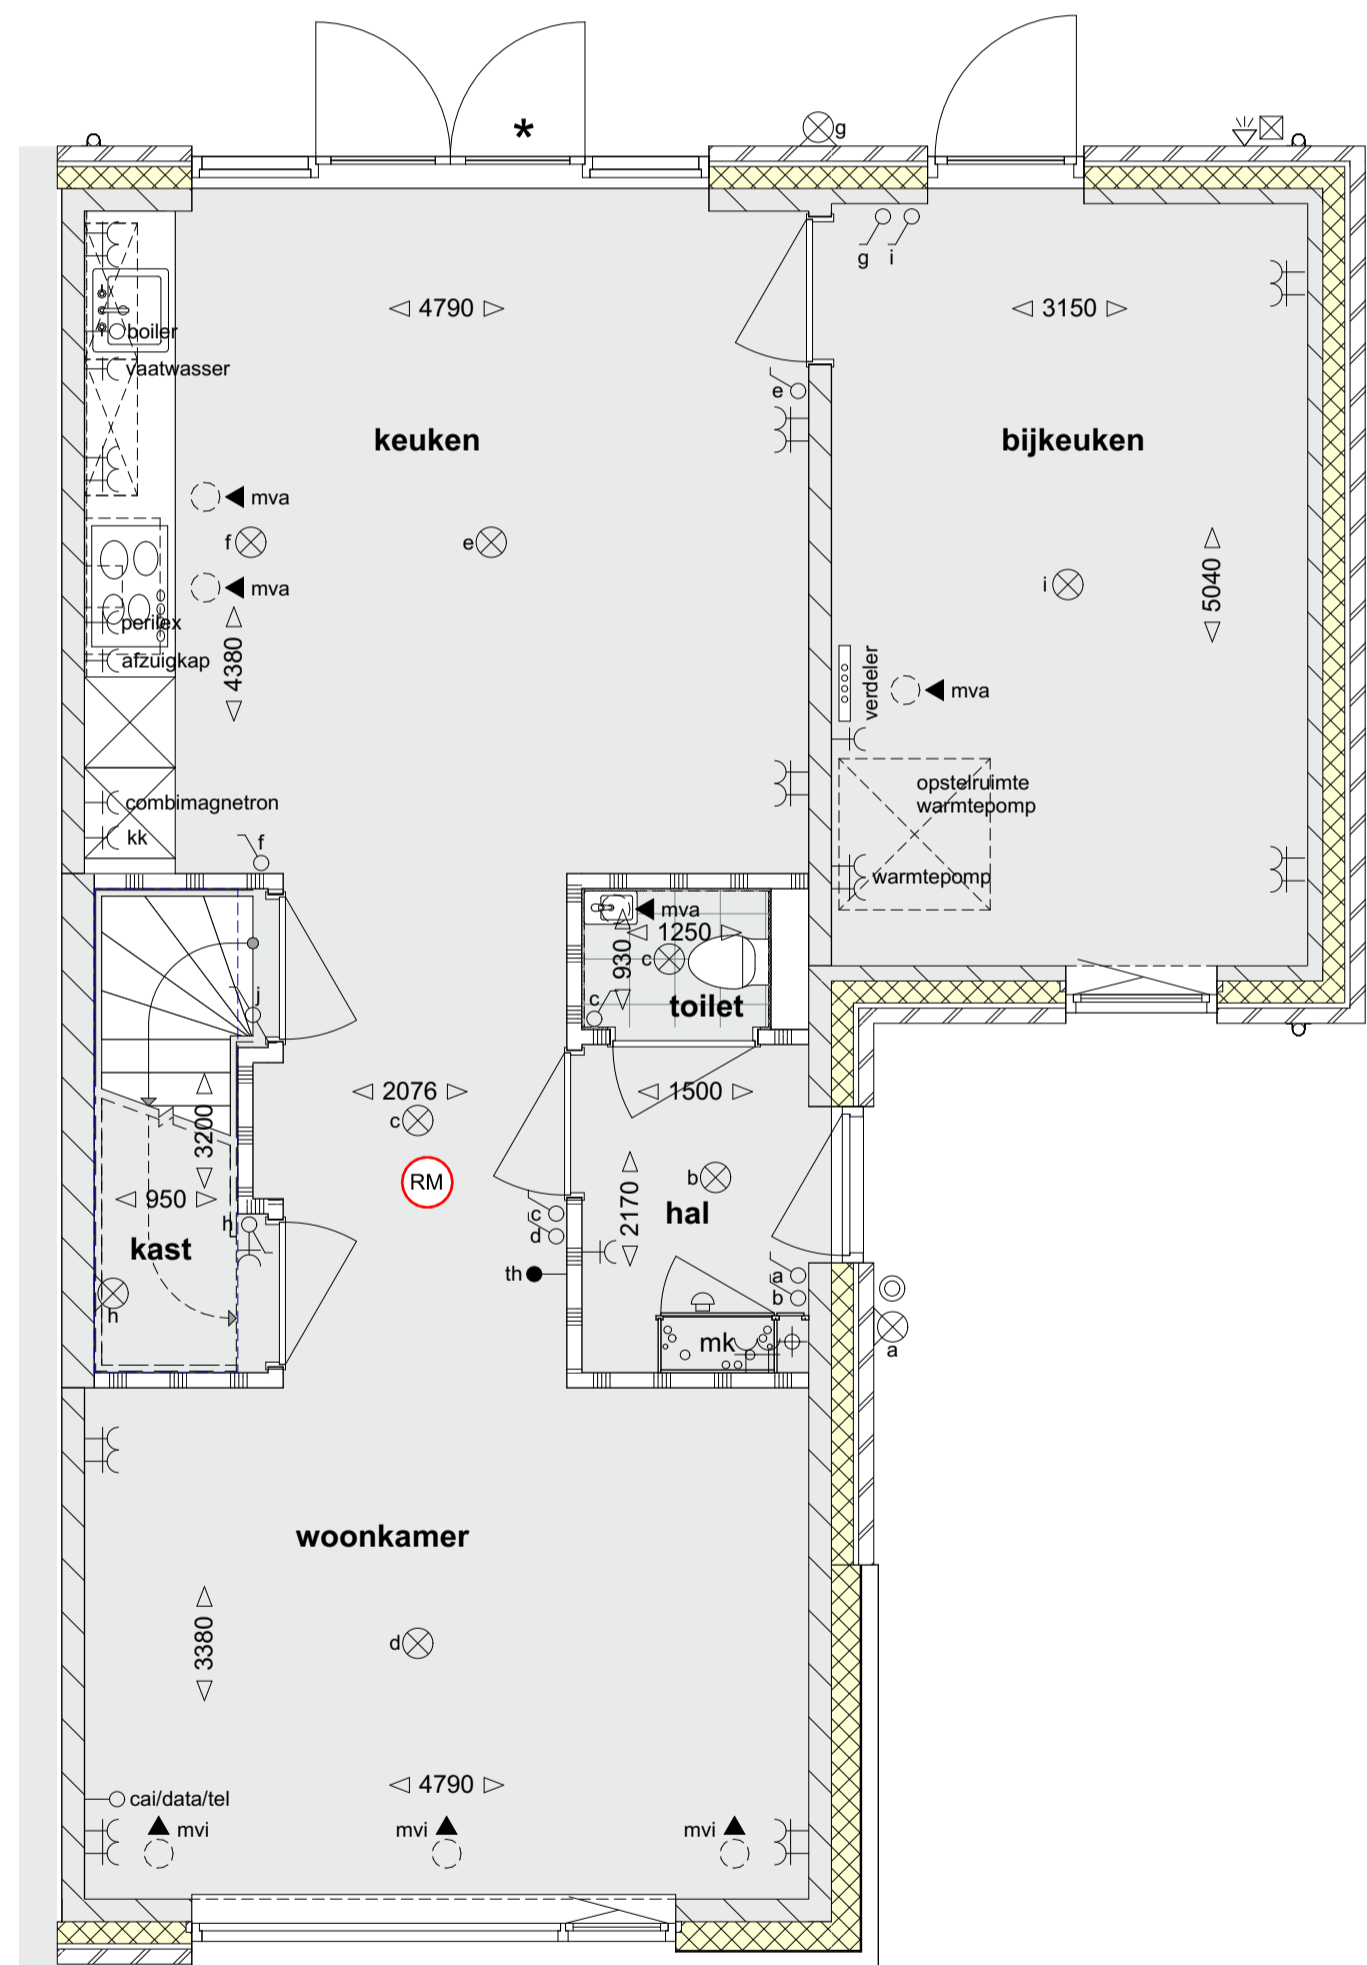 *
g
g i
4790
3150
boiler
vaatwasser
e
keuken
bijkeuken
mva
f
e
mva
i
5040
perilex
afzuigkap
4380
verdeler
mva
combimagnetron
kk
f
opstelruimte
warmtepomp
warmtepomp
mva
1250
930
c
c
toilet
j
2076
c
1500
3200
RM
b
2170
950
h
c
d
hal
kast
th
a
b
h
mk
a
woonkamer
3380
d
4790
cai/data/tel
mvi
mvi
mvi